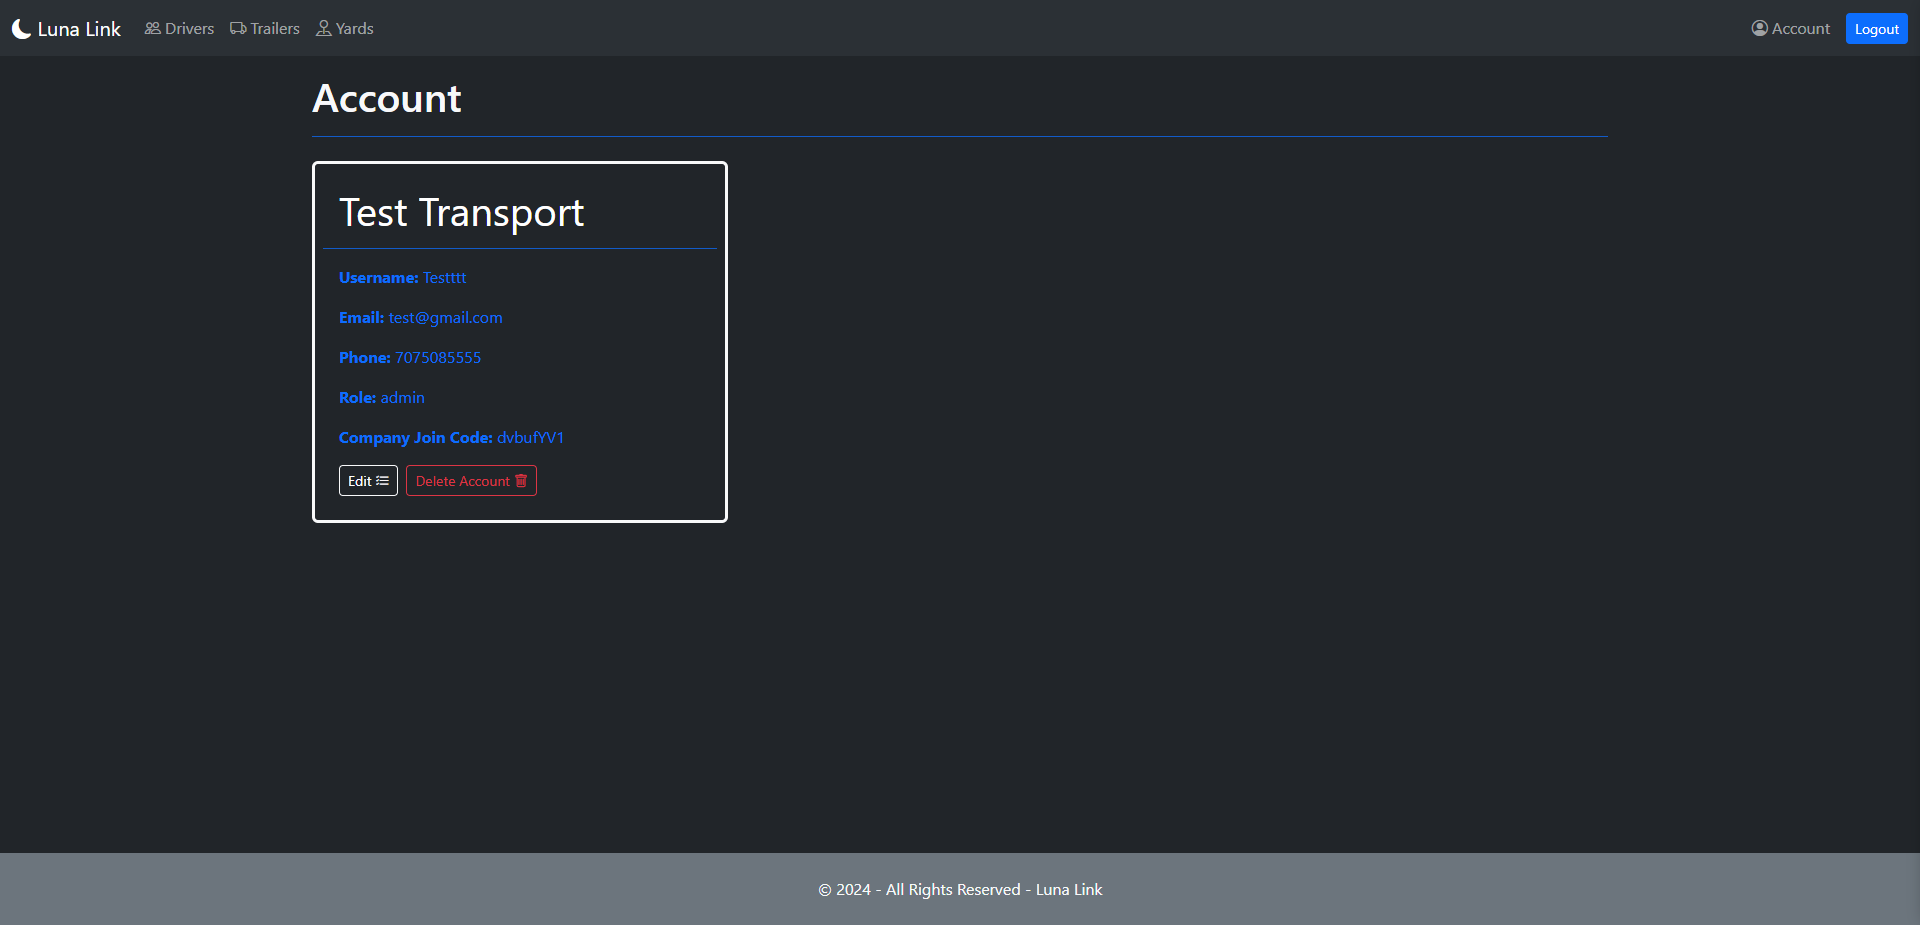 Luna Link Drivers Trailers Yards Account Logout
Account
Test Transport
Username: Testttt
Email: test@gmail.com
Phone: 7075085555
Role: admin
Company Join Code: dvbufYV1
Edit Delete Account
© 2024 - All Rights Reserved - Luna Link